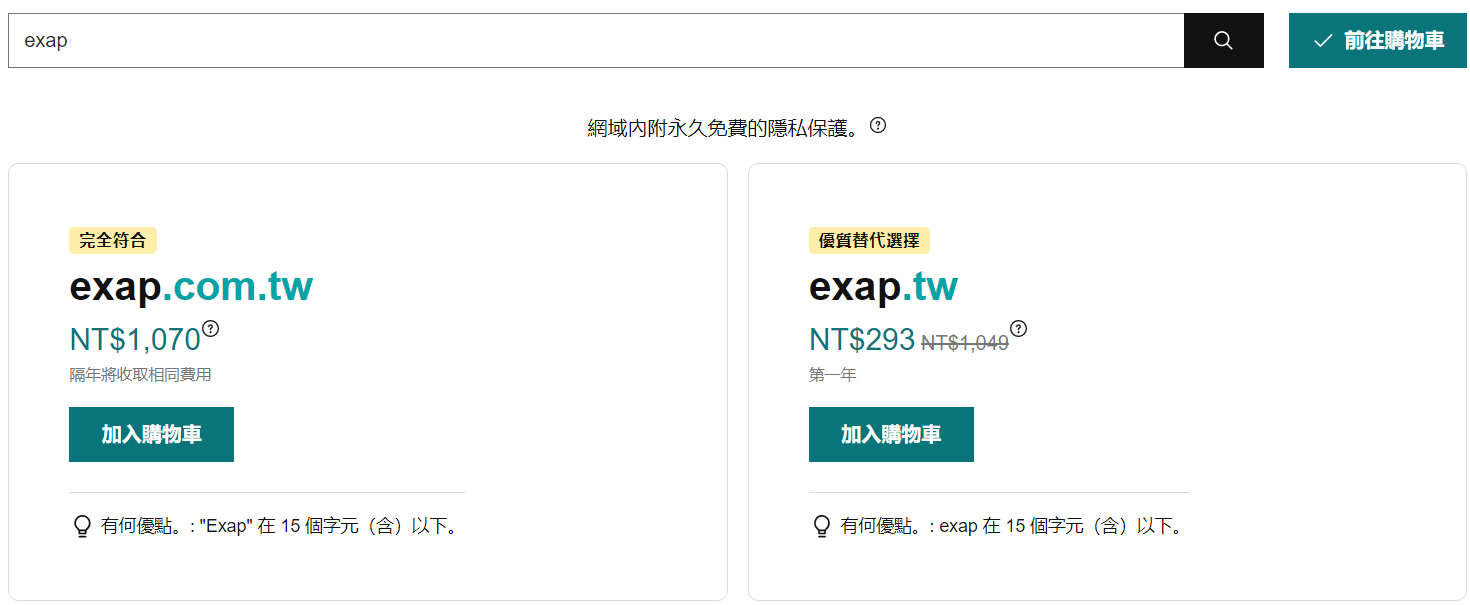 exap
前往購物車
網域內附永久免費的隱私保護。
完全符合
exap.com.tw
NT$1,070
隔年將收取相同費用
加入購物車
有何優點。: "Exap" 在 15 個字元（含）以下。
優質替代選擇
exap.tw
NT$293 NT$1,049
第一年
加入購物車
有何優點。: exap 在 15 個字元（含）以下。